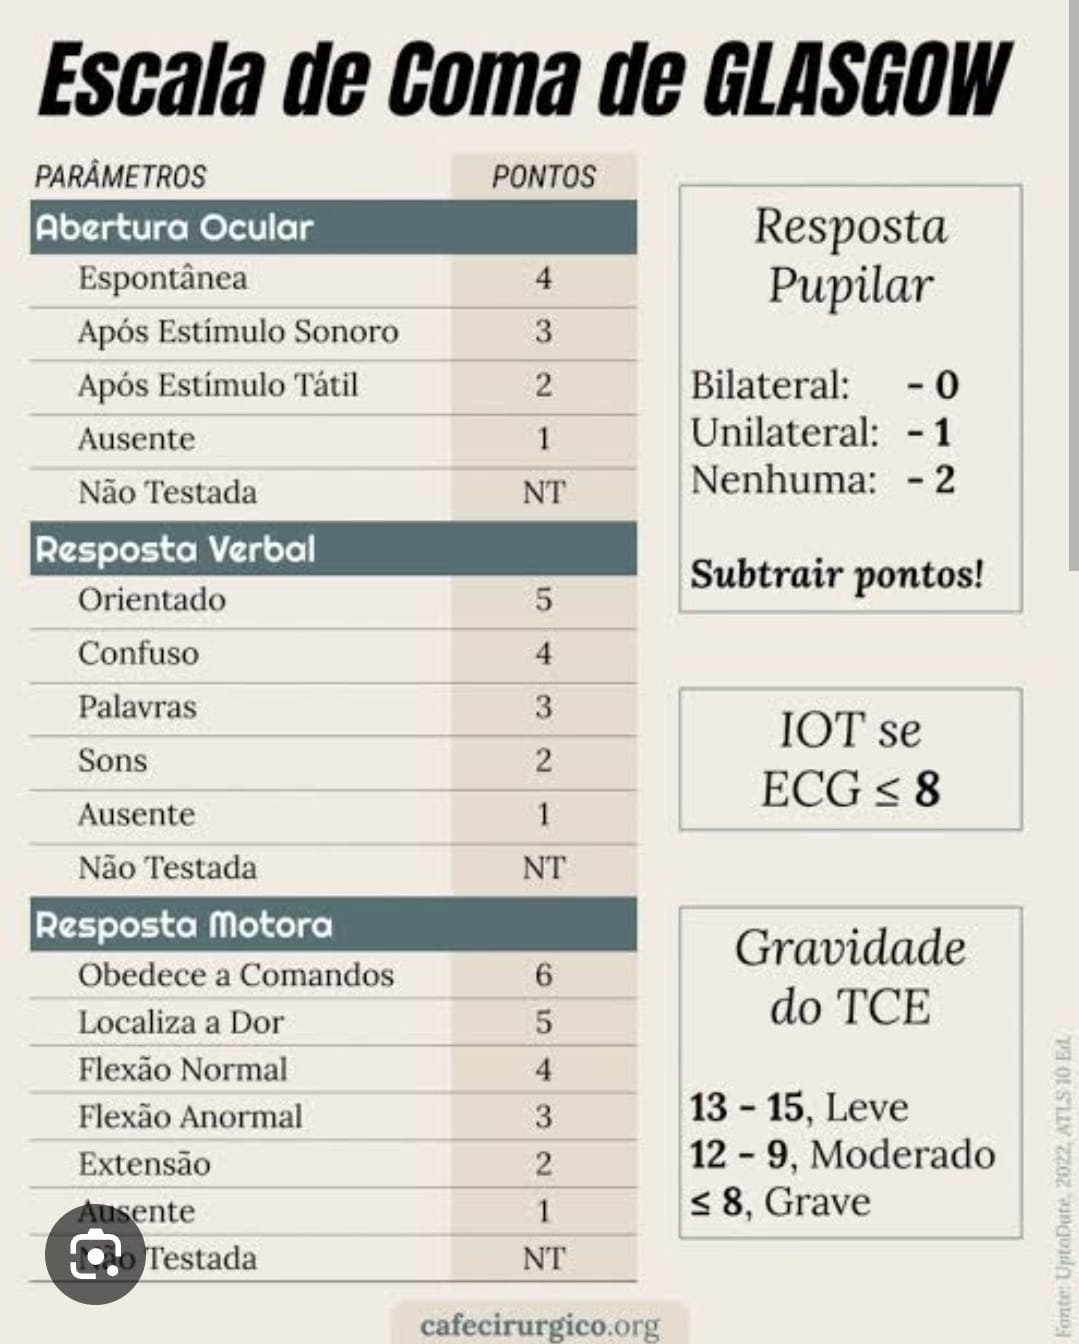 Escala de Coma de GLASGOW
PARÂMETROS PONTOS
Abertura Ocular
Espontânea 4
Após Estímulo Sonoro 3
Após Estímulo Tátil 2
Ausente 1
Não Testada NT
Resposta Verbal
Orientado 5
Confuso 4
Palavras 3
Sons 2
Ausente 1
Não Testada NT
Resposta Motora
Obedece a Comandos 6
Localiza a Dor 5
Flexão Normal 4
Flexão Anormal 3
Extensão 2
Ausente 1
Não Testada NT
Resposta
Pupilar
Bilateral: - 0
Unilateral: - 1
Nenhuma: - 2
Subtrair pontos!
IOT se
ECG ≤ 8
Gravidade
do TCE
13 - 15, Leve
12 - 9, Moderado
≤ 8, Grave
Fonte: UptoDate, 2022, ATLS 10 Ed.
cafecirurgico.org